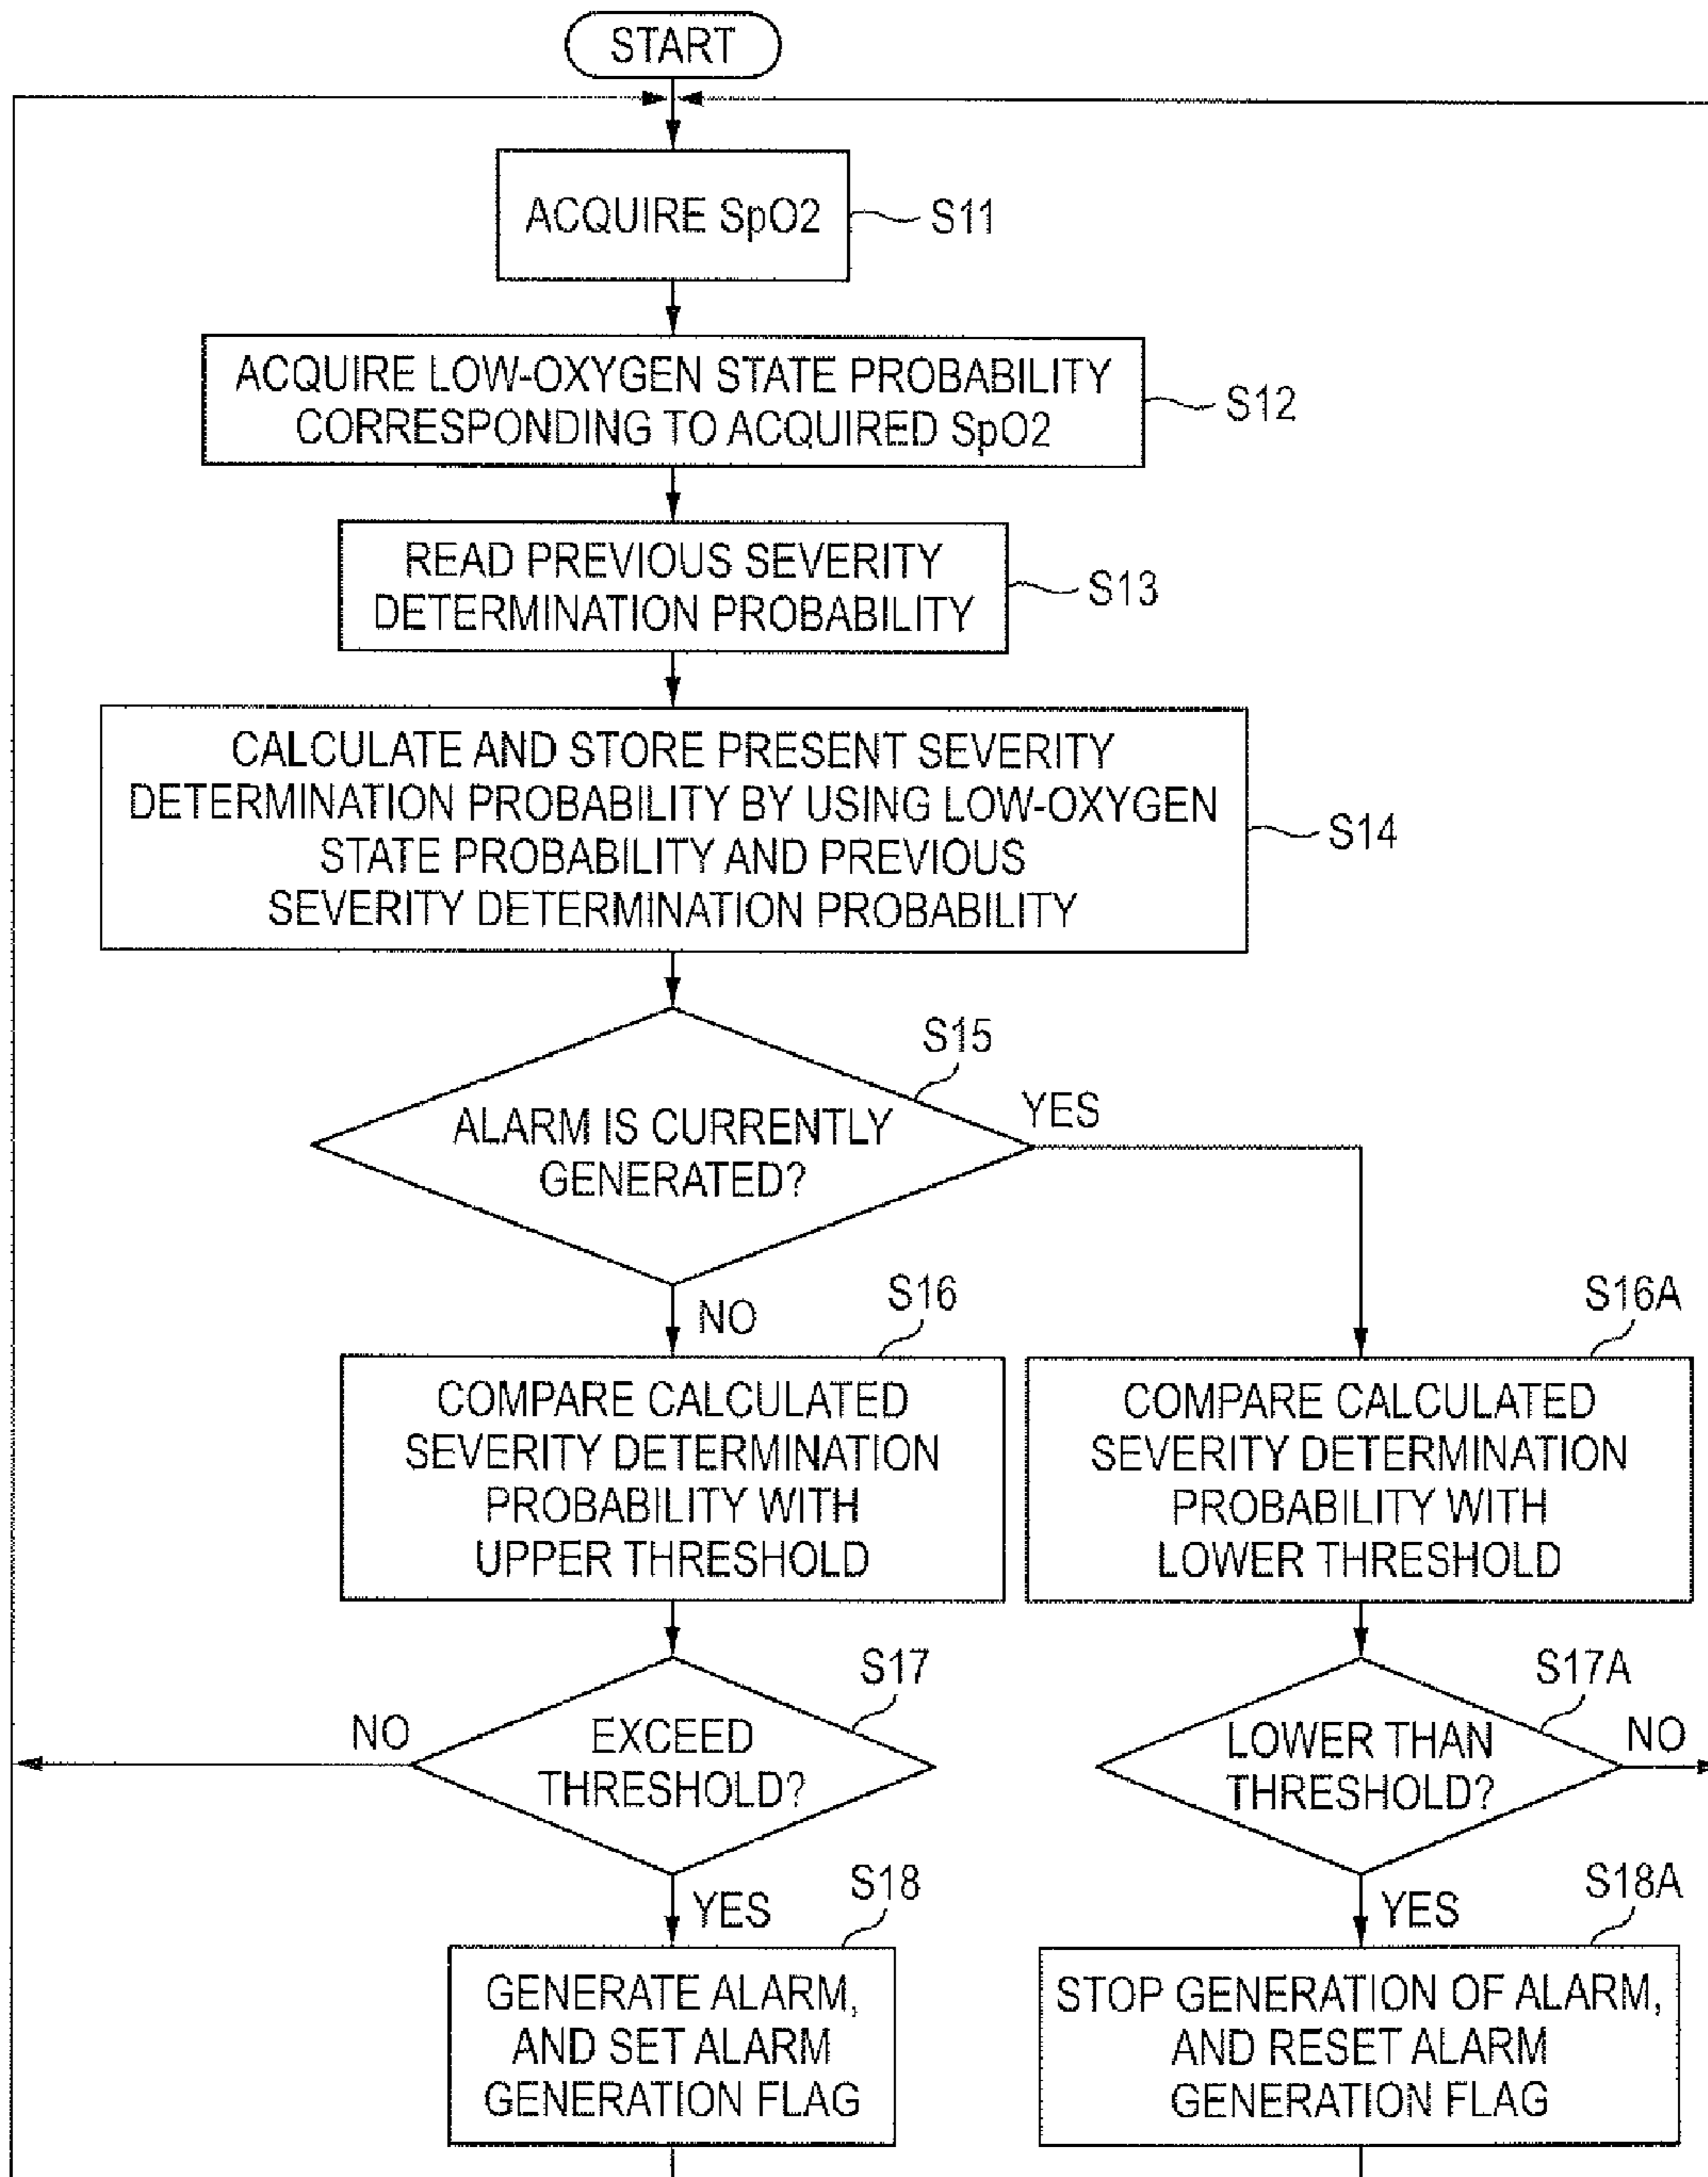 START
ACQUIRE SpO2
S11
ACQUIRE LOW-OXYGEN STATE PROBABILITY
CORRESPONDING TO ACQUIRED SpO2
S12
READ PREVIOUS SEVERITY
DETERMINATION PROBABILITY
S13
CALCULATE AND STORE PRESENT SEVERITY
DETERMINATION PROBABILITY BY USING LOW-OXYGEN
STATE PROBABILITY AND PREVIOUS
SEVERITY DETERMINATION PROBABILITY
S14
S15
ALARM IS CURRENTLY
GENERATED?
YES
NO
S16
COMPARE CALCULATED
SEVERITY DETERMINATION
PROBABILITY WITH
UPPER THRESHOLD
S16A
COMPARE CALCULATED
SEVERITY DETERMINATION
PROBABILITY WITH
LOWER THRESHOLD
S17
EXCEED
THRESHOLD?
NO
YES
S17A
LOWER THAN
THRESHOLD?
NO
YES
S18
GENERATE ALARM,
AND SET ALARM
GENERATION FLAG
S18A
STOP GENERATION OF ALARM,
AND RESET ALARM
GENERATION FLAG